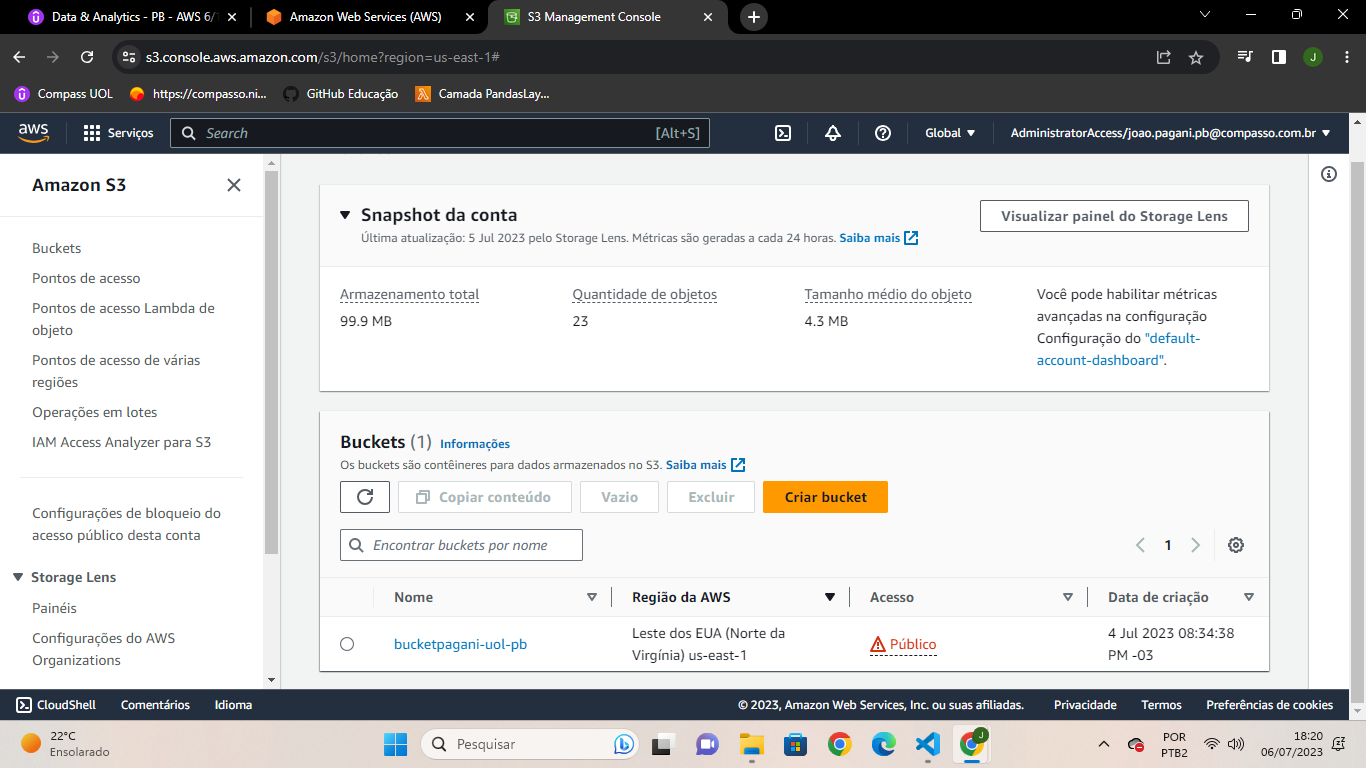 Data & Analytics - PB - AWS 6/
Amazon Web Services (AWS)
S3 Management Console
s3.console.aws.amazon.com/s3/home?region=us-east-1#
J
Compass UOL
https://compasso.ni...
GitHub Educação
Camada PandasLay...
aws
Serviços
Search
[Alt+S]
Global
AdministratorAccess/joao.pagani.pb@compasso.com.br
Amazon S3
Buckets
Pontos de acesso
Pontos de acesso Lambda de
objeto
Pontos de acesso de várias
regiões
Operações em lotes
IAM Access Analyzer para S3
Configurações de bloqueio do
acesso público desta conta
Storage Lens
Painéis
Configurações do AWS
Organizations
Snapshot da conta
Última atualização: 5 Jul 2023 pelo Storage Lens. Métricas são geradas a cada 24 horas. Saiba mais
Visualizar painel do Storage Lens
Armazenamento total
99.9 MB
Quantidade de objetos
23
Tamanho médio do objeto
4.3 MB
Você pode habilitar métricas
avançadas na configuração
Configuração do "default-
account-dashboard".
Buckets (1) Informações
Os buckets são contêineres para dados armazenados no S3. Saiba mais
Copiar conteúdo
Vazio
Excluir
Criar bucket
Encontrar buckets por nome
1
Nome
Região da AWS
Acesso
Data de criação
bucketpagani-uol-pb
Leste dos EUA (Norte da
Virgínia) us-east-1
Público
4 Jul 2023 08:34:38
PM -03
CloudShell
Comentários
Idioma
© 2023, Amazon Web Services, Inc. ou suas afiliadas.
Privacidade
Termos
Preferências de cookies
22°C
Ensolarado
Pesquisar
J
POR
PTB2
18:20
06/07/2023